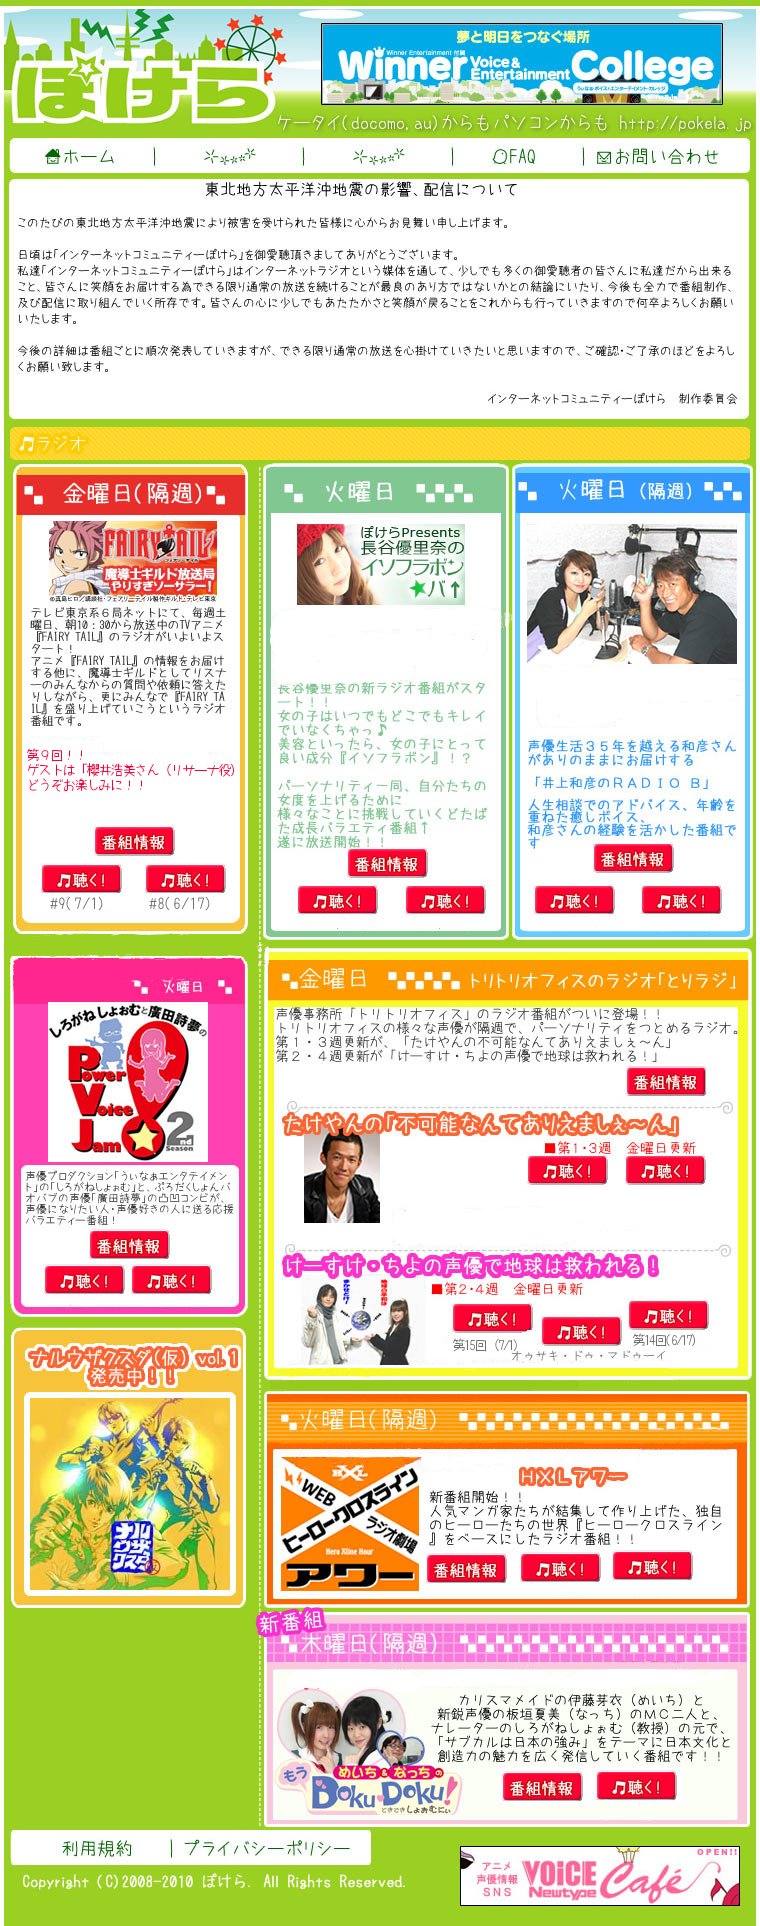 ぽけら
夢と明日をつなぐ場所
Winner Entertainment 付属
Winner Voice & Entertainment College
うぃなぁ・ボイス&エンターテイメント・カレッジ
ケータイ(docomo,au)からもパソコンからも http://pokela.jp
ホーム
FAQ
お問い合わせ
東北地方太平洋沖地震の影響、配信について
このたびの東北地方太平洋沖地震により被害を受けられた皆様に心からお見舞い申し上げます。
日頃は「インターネットコミュニティーぽけら」を御愛聴頂きましてありがとうございます。
私達「インターネットコミュニティーぽけら」はインターネットラジオという媒体を通して、少しでも多くの御愛聴者の皆さんに私達だから出来る
こと、皆さんに笑顔をお届けする為できる限り通常の放送を続けることが最良のあり方ではないかとの結論にいたり、今後も全力で番組制作、
及び配信に取り組んでいく所存です。皆さんの心に少しでもあたたかさと笑顔が戻ることをこれからも行っていきますので何卒よろしくお願い
いたします。
今後の詳細は番組ごとに順次発表していきますが、できる限り通常の放送を心掛けていきたいと思いますので、ご確認・ご了承のほどをよろし
くお願い致します。
インターネットコミュニティーぽけら 制作委員会
♫ラジオ
金曜日(隔週)
FAIRY TAIL
魔導士ギルド放送局
やりすぎソーサラー!
©真島ヒロ/講談社・フェアリーテイル製作ギルド・テレビ東京
テレビ東京系6局ネットにて、毎週土
曜日、朝10:30から放送中のTVアニメ
『FAIRY TAIL』のラジオがいよいよス
タート!
アニメ『FAIRY TAIL』の情報をお届け
する他に、魔導士ギルドとしてリスナ
ーのみんなからの質問や依頼に答えた
りしながら、更にみんなで『FAIRY TA
IL』を盛り上げていこうというラジオ
番組です。
第9回!!
ゲストは「櫻井浩美さん(リサーナ役)
どうぞお楽しみに!!
番組情報
♫聴く!
♫聴く!
#9(7/1)
#8(6/17)
火曜日
ぽけらPresents
長谷優里奈の
イソフラボン
★バ↑
長谷優里奈の新ラジオ番組がスタ
ート!!
女の子はいつでもどこでもキレイ
でいなくちゃっ♪
美容といったら、女の子にとって
良い成分『イソフラボン』!?
パーソナリティー同、自分たちの
女度を上げるために
様々なことに挑戦していくどたば
た成長バラエティ番組↑
遂に放送開始!!
番組情報
♫聴く!
♫聴く!
火曜日(隔週)
声優生活35年を越える和彦さん
がありのままにお届けする
「井上和彦のRADIO B」
人生相談でのアドバイス、年齢を
重ねた癒しボイス、
和彦さんの経験を活かした番組で
す
番組情報
♫聴く!
♫聴く!
火曜日
しろがねしょおむと廣田詩夢の
Power
Voice
Jam
2nd
Season
声優プロダクション「うぃなぁエンタテイメン
ト」の「しろがねしょぉむ」と、ぷろだくしょんバ
オバブの声優「廣田詩夢」の凸凹コンビが、
声優になりたい人・声優好きの人に送る応援
バラエティー番組!
番組情報
♫聴く!
♫聴く!
金曜日
トリトリオフィスのラジオ「とりラジ」
声優事務所「トリトリオフィス」のラジオ番組がついに登場!!
トリトリオフィスの様々な声優が隔週で、パーソナリティをつとめるラジオ。
第1・3週更新が、「たけやんの不可能なんてありえましぇ~ん」
第2・4週更新が「けーすけ・ちよの声優で地球は救われる!」
番組情報
たけやんの「不可能なんてありえましぇ~ん」
■第1・3週 金曜日更新
♫聴く!
♫聴く!
けーすけ・ちよの声優で地球は救われる!
■第2・4週 金曜日更新
♫聴く!
♫聴く!
♫聴く!
第15回 (7/1)
第14回(6/17)
オゥサキ・ドゥ・マドゥーイ
ナルウザクスダ(仮) vol.1
発売中!!
ナル
ウザ
クス
ダ
仮
火曜日(隔週)
HXL
WEB
ヒーロークロスライン
ラジオ劇場
Hero Xline Hour
アワー
HXLアワー
新番組開始!!
人気マンガ家たちが結集して作り上げた、独自
のヒーローたちの世界『ヒーロークロスライン
』をベースにしたラジオ番組!!
番組情報
♫聴く!
♫聴く!
新番組
木曜日(隔週)
もう
めいち&なっちの
Doku Doku!
どきどきしょおむにぃ
カリスマメイドの伊藤芽衣(めいち)と
新鋭声優の板垣夏美(なっち)のMC二人と、
ナレーターのしろがねしょぉむ(教授)の元で、
「サブカルは日本の強み」をテーマに日本文化と
創造力の魅力を広く発信していく番組です!!
番組情報
♫聴く!
利用規約
プライバシーポリシー
Copyright (C)2008-2010 ぽけら. All Rights Reserved.
アニメ
声優情報
SNS
VOiCE
Newtype
Café
OPEN!!